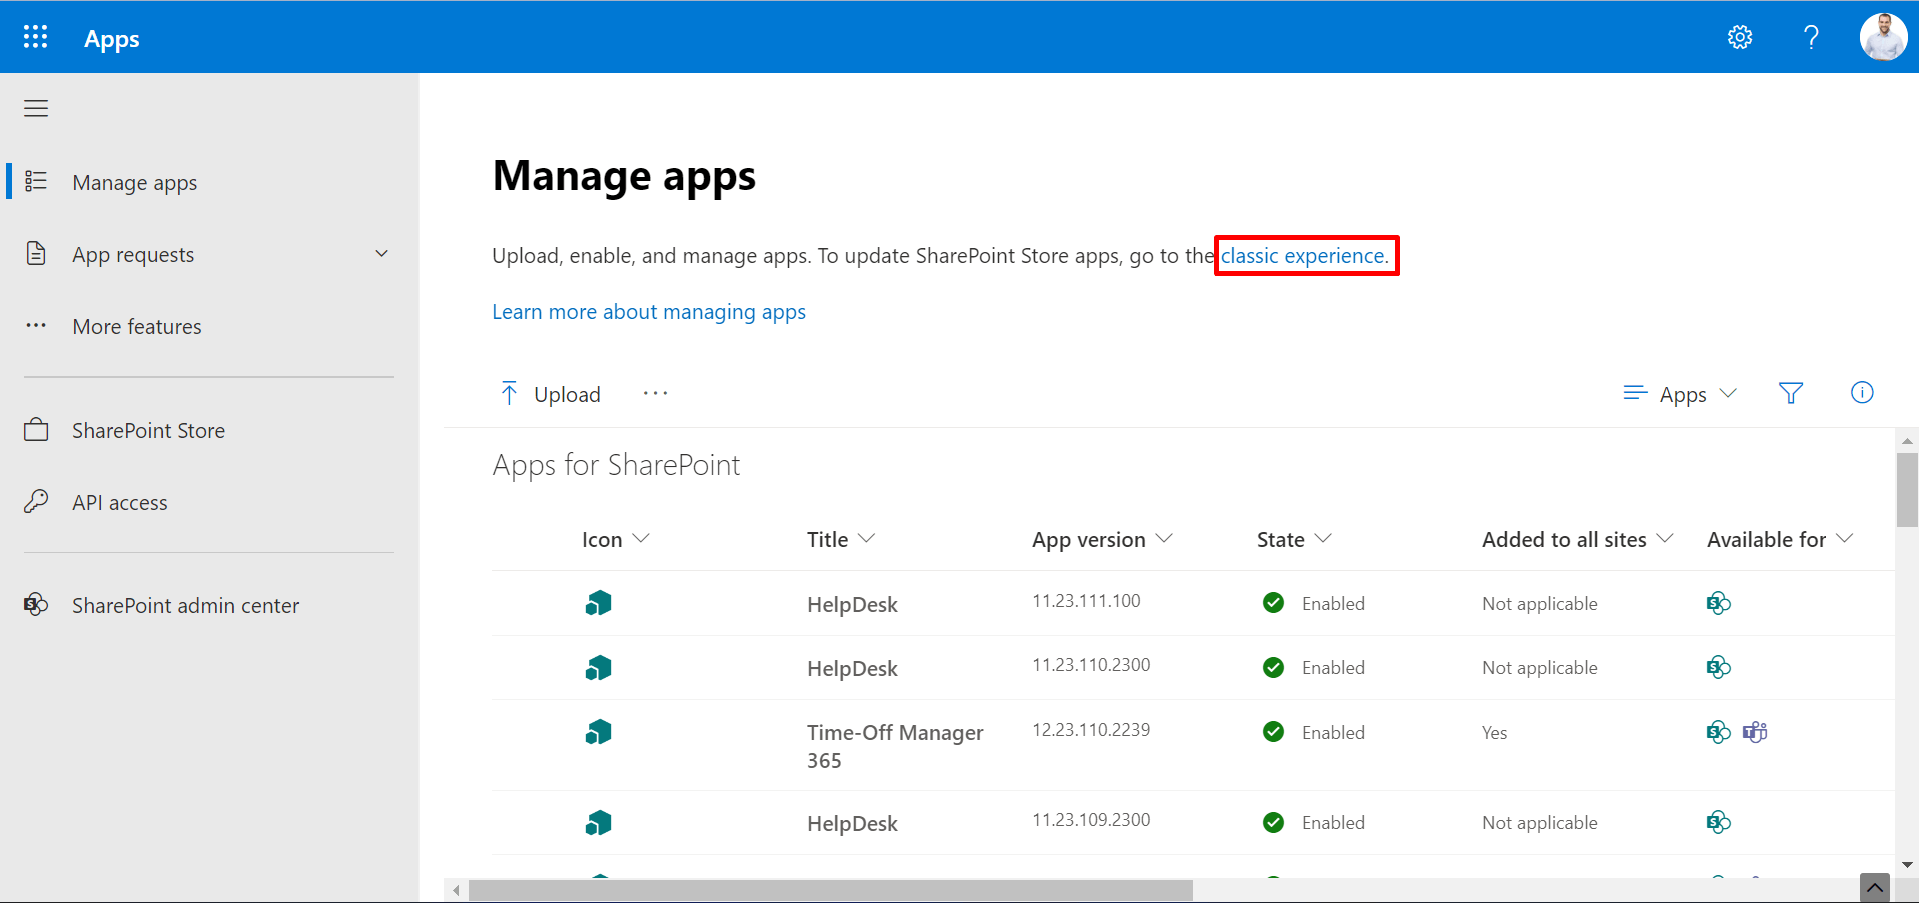 Apps
Manage apps
App requests
More features
SharePoint Store
API access
SharePoint admin center
Manage apps
Upload, enable, and manage apps. To update SharePoint Store apps, go to the classic experience.
Learn more about managing apps
Upload
Apps
Apps for SharePoint
Icon Title App version State Added to all sites Available for
HelpDesk 11.23.111.100 Enabled Not applicable
HelpDesk 11.23.110.2300 Enabled Not applicable
Time-Off Manager 12.23.110.2239 Enabled Yes
365
HelpDesk 11.23.109.2300 Enabled Not applicable